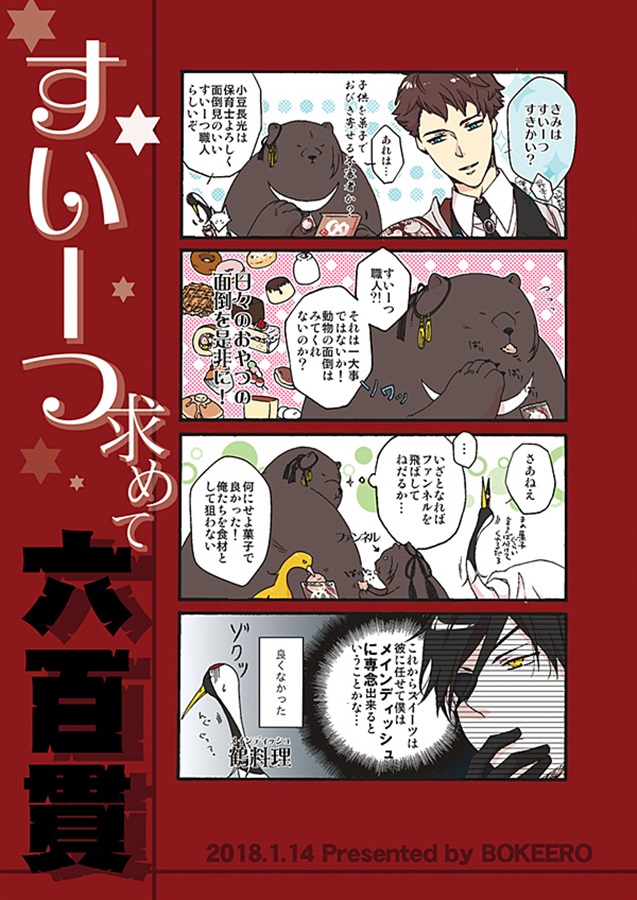 すいーつ
求めて
六百貫
きみは
すいーつ
すきかい?
あれは…
子供を菓子で
おびき寄せる不審者か?
小豆長光は
保育士よろしく
面倒見のいい
すいーつ職人
らしいぞ
すいーつ
職人?!
それは一大事
ではないか!
動物の面倒は
みてくれ
ないのか?
ソワッ
日々のおやつの
面倒を是非に!
さあねえ
…
いざとなれば
ファンネルを
飛ばして
ねだるか…
ファンネル
…
何にせよ菓子で
良かった!
俺たちを食材と
して狙わない
これからスイーツは
彼に任せて僕は
メインディッシュ
に専念出来ると
いうことかな…
良くなかった
ゾクッ
メインディッシュ
鶴料理
2018.1.14 Presented by BOKEERO